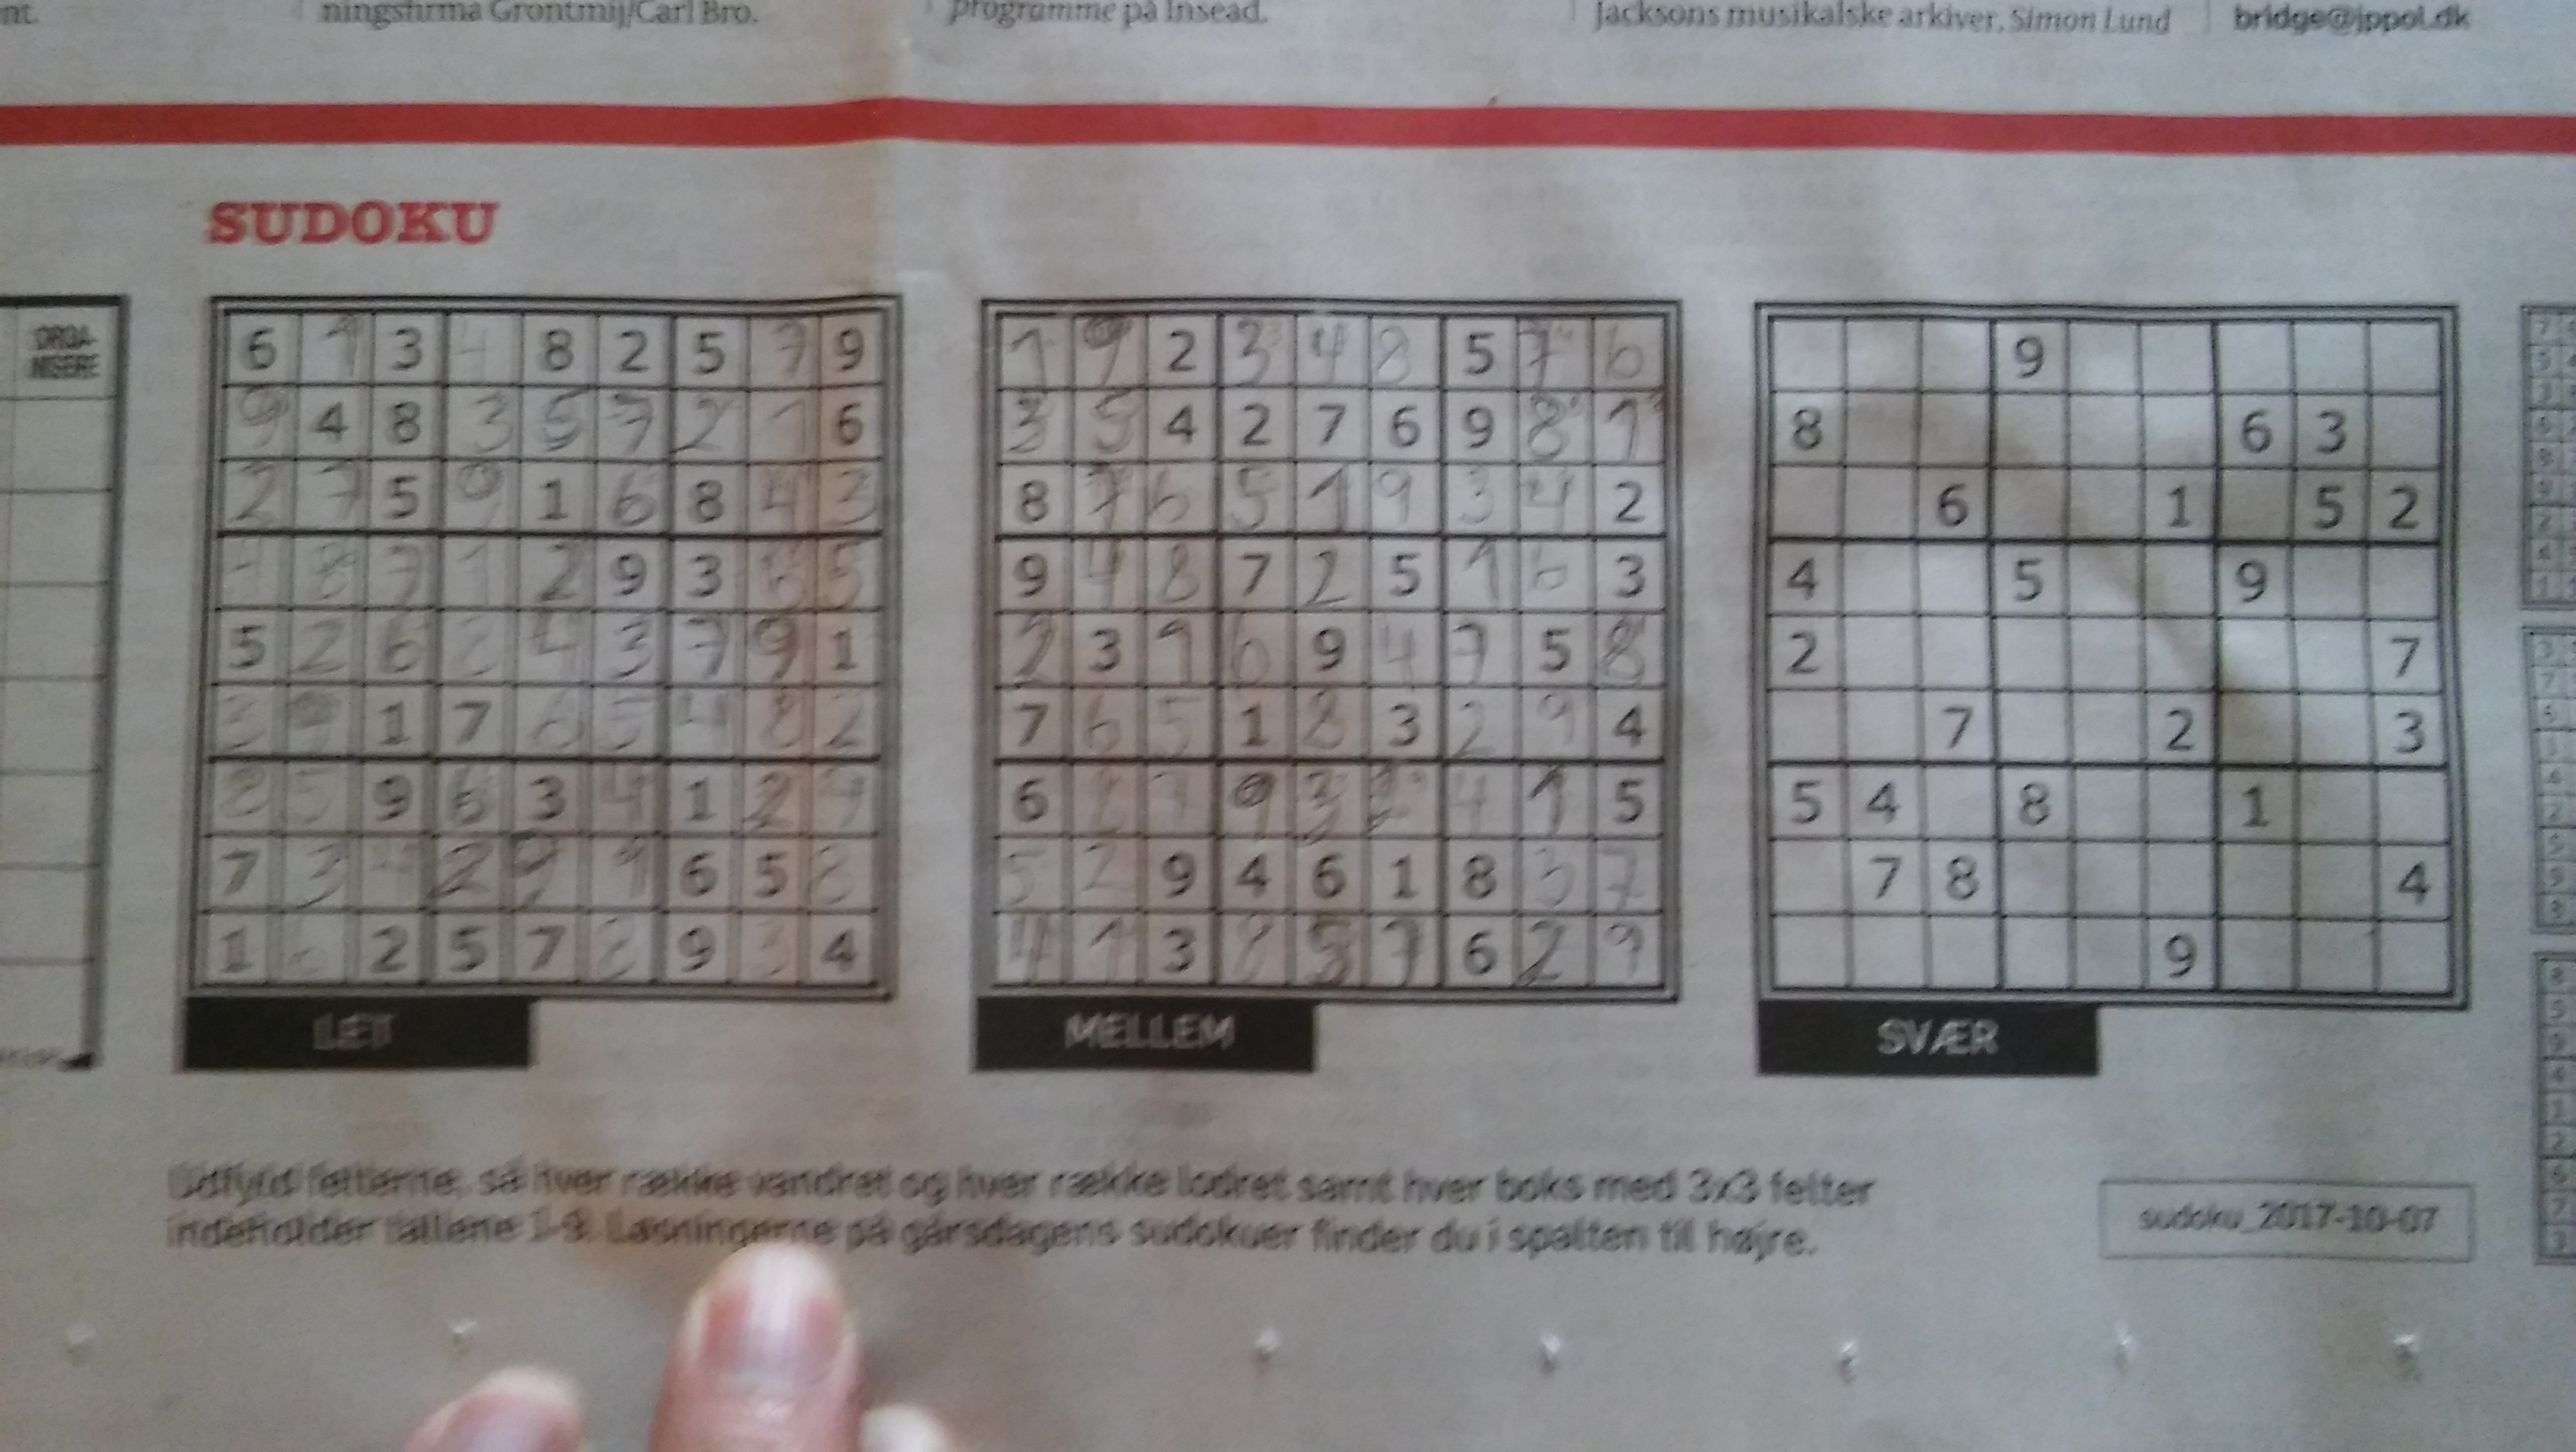 nt.
ningsfirma Grontmij/Carl Bro.
programme på Insead.
Jacksons musikalske arkiver. Simon Lund
bridge@jppol.dk
ORGA-
NISERE
SUDOKU
6 1 3 4 8 2 5 7 9
9 4 8 3 5 7 2 1 6
2 7 5 9 1 6 8 4 3
4 8 7 1 2 9 3 6 5
5 2 6 8 4 3 7 9 1
3 9 1 7 6 5 4 8 2
8 5 9 6 3 4 1 2 7
7 3 4 2 9 1 6 5 8
1 6 2 5 7 8 9 3 4
LET
1 9 2 3 4 8 5 7 6
3 5 4 2 7 6 9 8 1
8 7 6 5 1 9 3 4 2
9 4 8 7 2 5 1 6 3
2 3 1 6 9 4 7 5 8
7 6 5 1 8 3 2 9 4
6 8 7 9 3 2 4 1 5
5 2 9 4 6 1 8 3 7
4 1 3 8 5 7 6 2 9
MELLEM
9
8 6 3
6 1 5 2
4 5 9
2 7
7 2 3
5 4 8 1
7 8 4
9
SVÆR
Udfyld felterne, så hver række vandret og hver række lodret samt hver boks med 3x3 felter
indeholder tallene 1-9. Løsningerne på gårsdagens sudokuer finder du i spalten til højre.
sudoku_2017-10-07